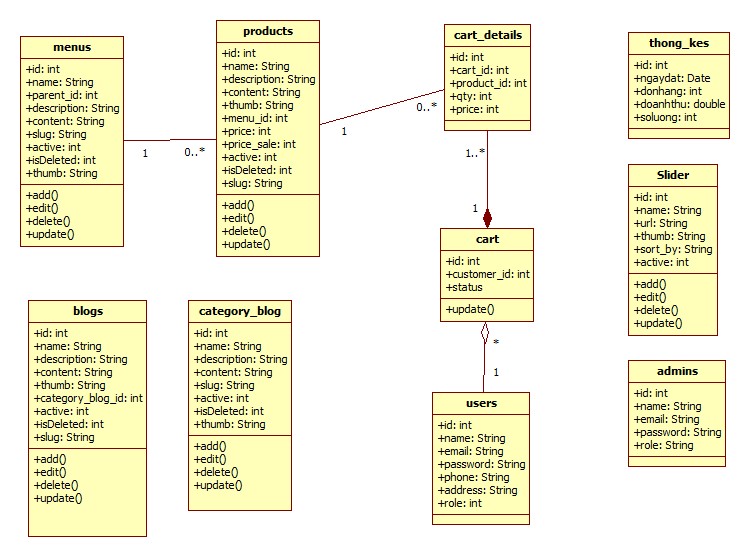 menus
+id: int
+name: String
+parent_id: int
+description: String
+content: String
+slug: String
+active: int
+isDeleted: int
+thumb: String
+add()
+edit()
+delete()
+update()
1
0..*
products
+id: int
+name: String
+description: String
+content: String
+thumb: String
+menu_id: int
+price: int
+price_sale: int
+active: int
+isDeleted: int
+slug: String
+add()
+edit()
+delete()
+update()
1
0..*
cart_details
+id: int
+cart_id: int
+product_id: int
+qty: int
+price: int
1..*
1
cart
+id: int
+customer_id: int
+status
+update()
*
1
users
+id: int
+name: String
+email: String
+password: String
+phone: String
+address: String
+role: int
thong_kes
+id: int
+ngaydat: Date
+donhang: int
+doanhthu: double
+soluong: int
Slider
+id: int
+name: String
+url: String
+thumb: String
+sort_by: String
+active: int
+add()
+edit()
+delete()
+update()
admins
+id: int
+name: String
+email: String
+password: String
+role: String
blogs
+id: int
+name: String
+description: String
+content: String
+thumb: String
+category_blog_id: int
+active: int
+isDeleted: int
+slug: String
+add()
+edit()
+delete()
+update()
category_blog
+id: int
+name: String
+description: String
+content: String
+slug: String
+active: int
+isDeleted: int
+thumb: String
+add()
+edit()
+delete()
+update()